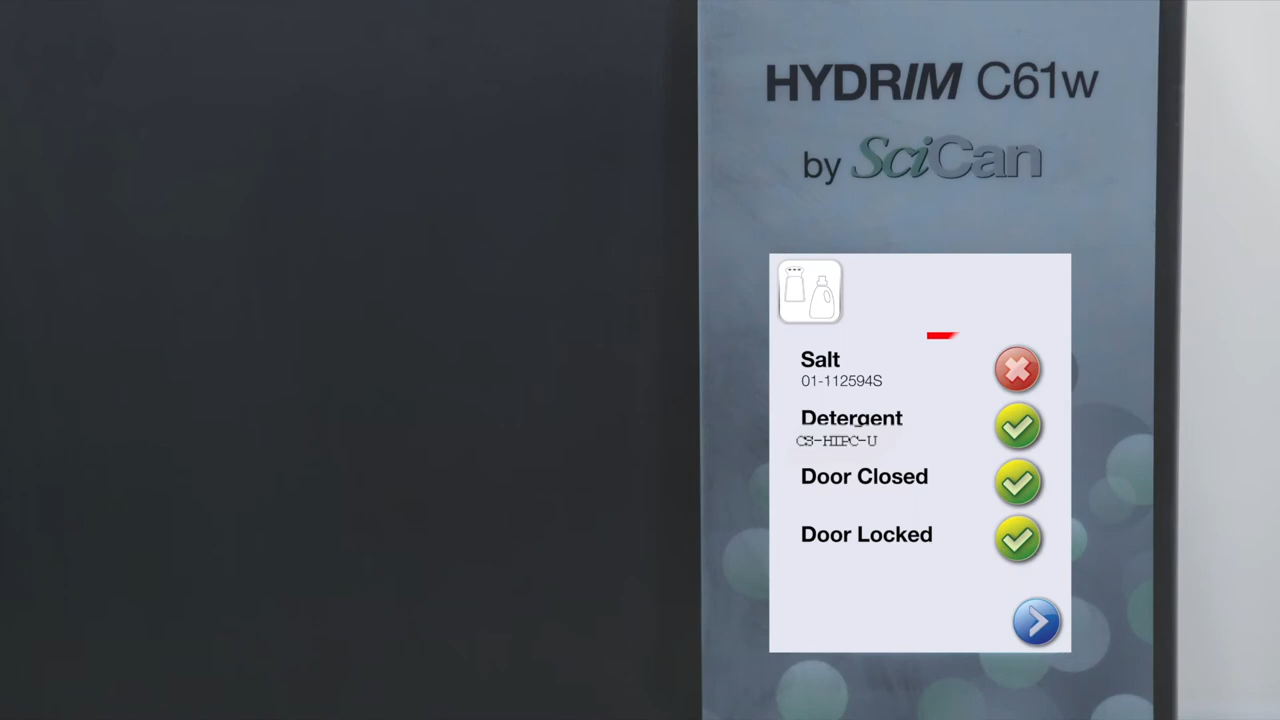 HYDRIM C61w
by SciCan
Salt
01-112594S
Detergent
CS-HIPC-U
Door Closed
Door Locked